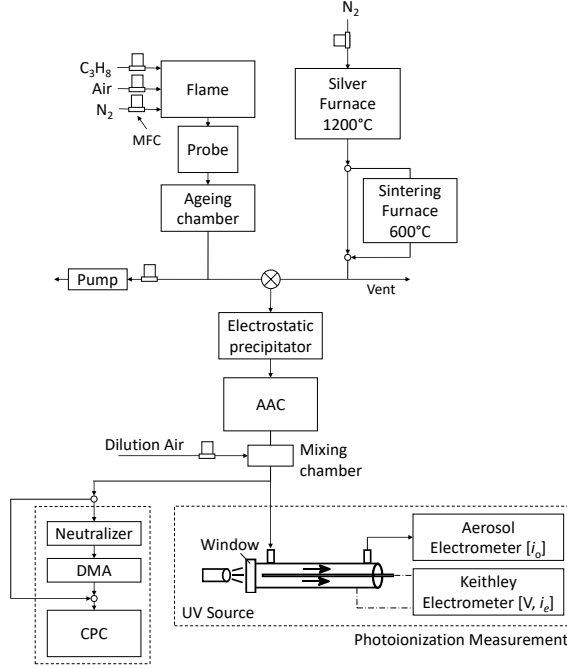 N₂
C₃H₈
Air
N₂
MFC
Flame
Silver
Furnace
1200°C
Probe
Ageing
chamber
Sintering
Furnace
600°C
Pump
Vent
Electrostatic
precipitator
AAC
Dilution Air
Mixing
chamber
Neutralizer
DMA
CPC
Window
UV Source
Aerosol
Electrometer [iₒ]
Keithley
Electrometer [V, iₑ]
Photoionization Measurement